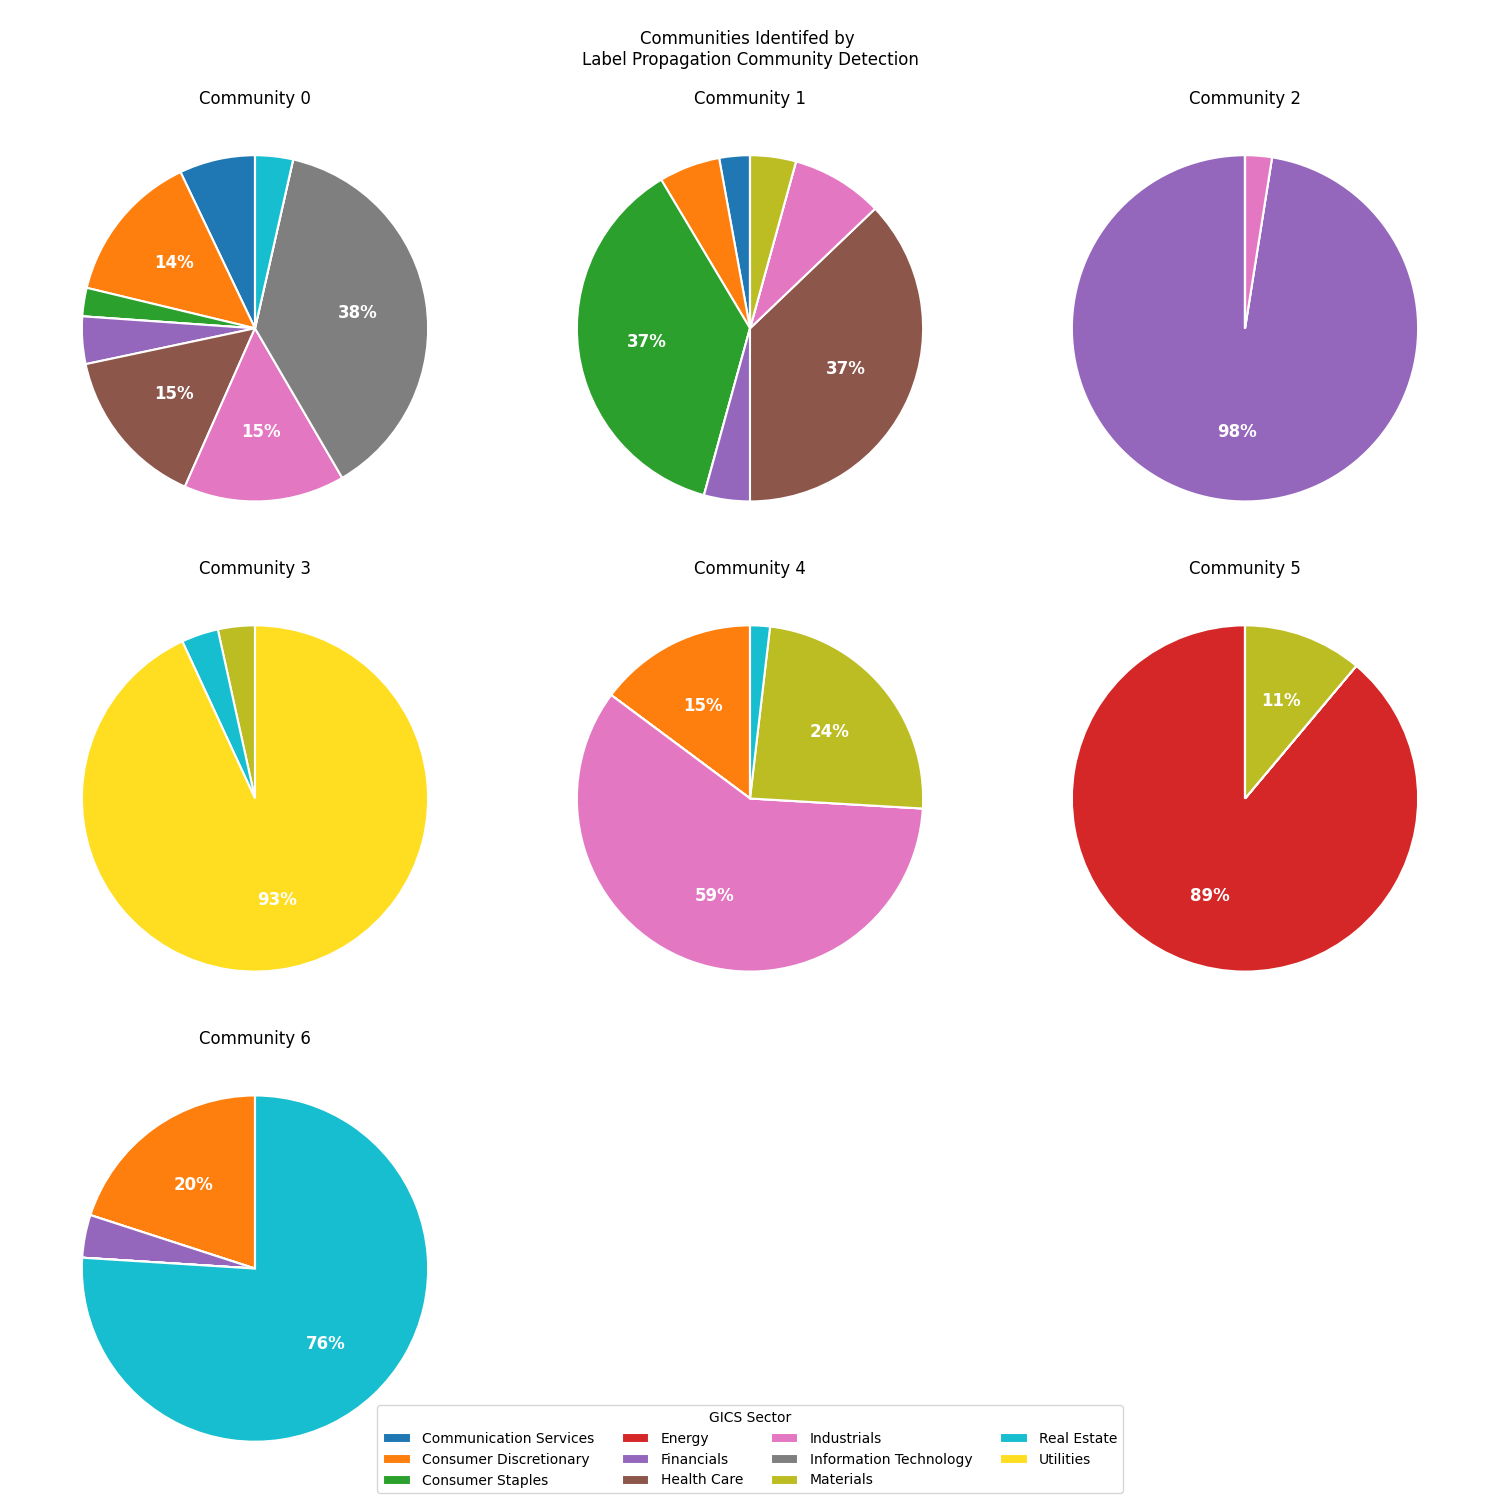 Communities Identifed by
Label Propagation Community Detection
Community 0
14%
38%
15%
15%
Community 1
37%
37%
Community 2
98%
Community 3
93%
Community 4
15%
24%
59%
Community 5
11%
89%
Community 6
20%
76%
GICS Sector
Communication Services
Consumer Discretionary
Consumer Staples
Energy
Financials
Health Care
Industrials
Information Technology
Materials
Real Estate
Utilities